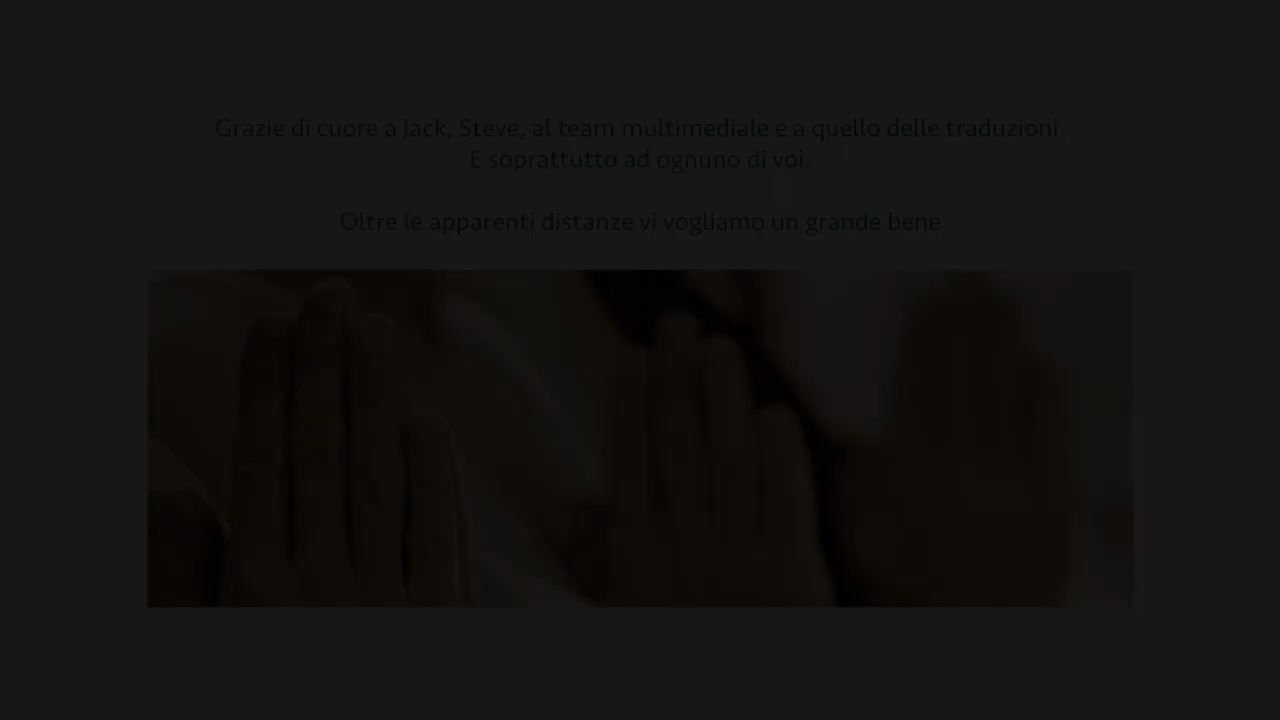 Grazie di cuore a Jack, Steve, al team multimediale e a quello delle traduzioni.
E soprattutto ad ognuno di voi.
Oltre le apparenti distanze vi vogliamo un grande bene